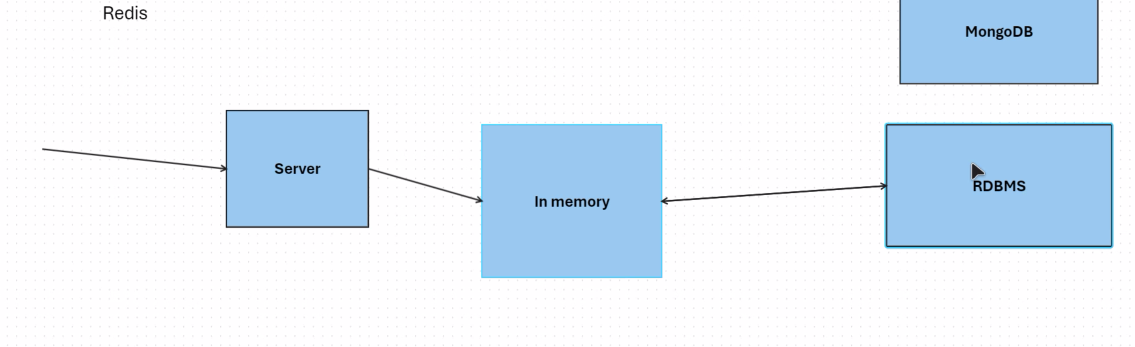 Redis
MongoDB
Server
In memory
RDBMS